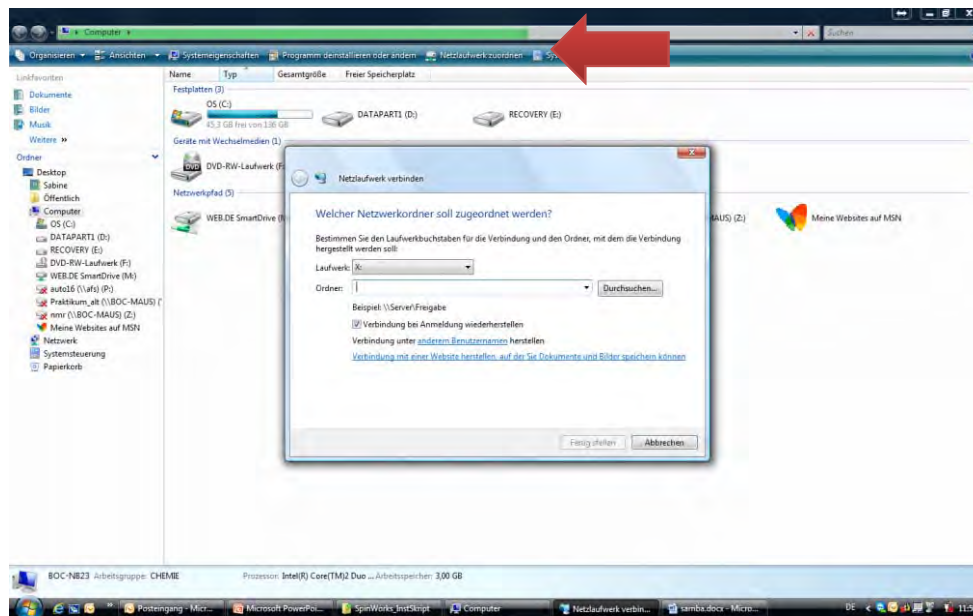 Computer
Suchen
Organisieren Ansichten Systemeigenschaften Programm deinstallieren oder ändern Netzlaufwerk zuordnen
Linkfavoriten
Dokumente
Bilder
Musik
Weitere »
Ordner
Desktop
Sabine
Öffentlich
Computer
OS (C:)
DATAPART1 (D:)
RECOVERY (E:)
DVD-RW-Laufwerk (F:)
WEB.DE SmartDrive (M:)
auto16 (\\afs) (P:)
Praktikum_alt (\\BOC-MAUS) (
nmr (\\BOC-MAUS) (Z:)
Meine Websites auf MSN
Netzwerk
Systemsteuerung
Papierkorb
Name Typ Gesamtgröße Freier Speicherplatz
Festplatten (3)
OS (C:)
45,3 GB frei von 136 GB
DATAPART1 (D:)
RECOVERY (E:)
Geräte mit Wechselmedien (1)
DVD-RW-Laufwerk (F:
Netzwerkpfad (5)
WEB.DE SmartDrive (
MAUS) (Z:)
Meine Websites auf MSN
Netzlaufwerk verbinden
Welcher Netzwerkordner soll zugeordnet werden?
Bestimmen Sie den Laufwerkbuchstaben für die Verbindung und den Ordner, mit dem die Verbindung
hergestellt werden soll:
Laufwerk: X:
Ordner:
Durchsuchen...
Beispiel: \\Server\Freigabe
Verbindung bei Anmeldung wiederherstellen
Verbindung unter anderem Benutzernamen herstellen
Verbindung mit einer Website herstellen, auf der Sie Dokumente und Bilder speichern können
Fertig stellen Abbrechen
BOC-NB23 Arbeitsgruppe: CHEMIE Prozessor: Intel(R) Core(TM)2 Duo ... Arbeitsspeicher: 3,00 GB
Posteingang - Micr... Microsoft PowerPoi... SpinWorks_InstSkript Computer Netzlaufwerk verbin... samba.docx - Micro... DE